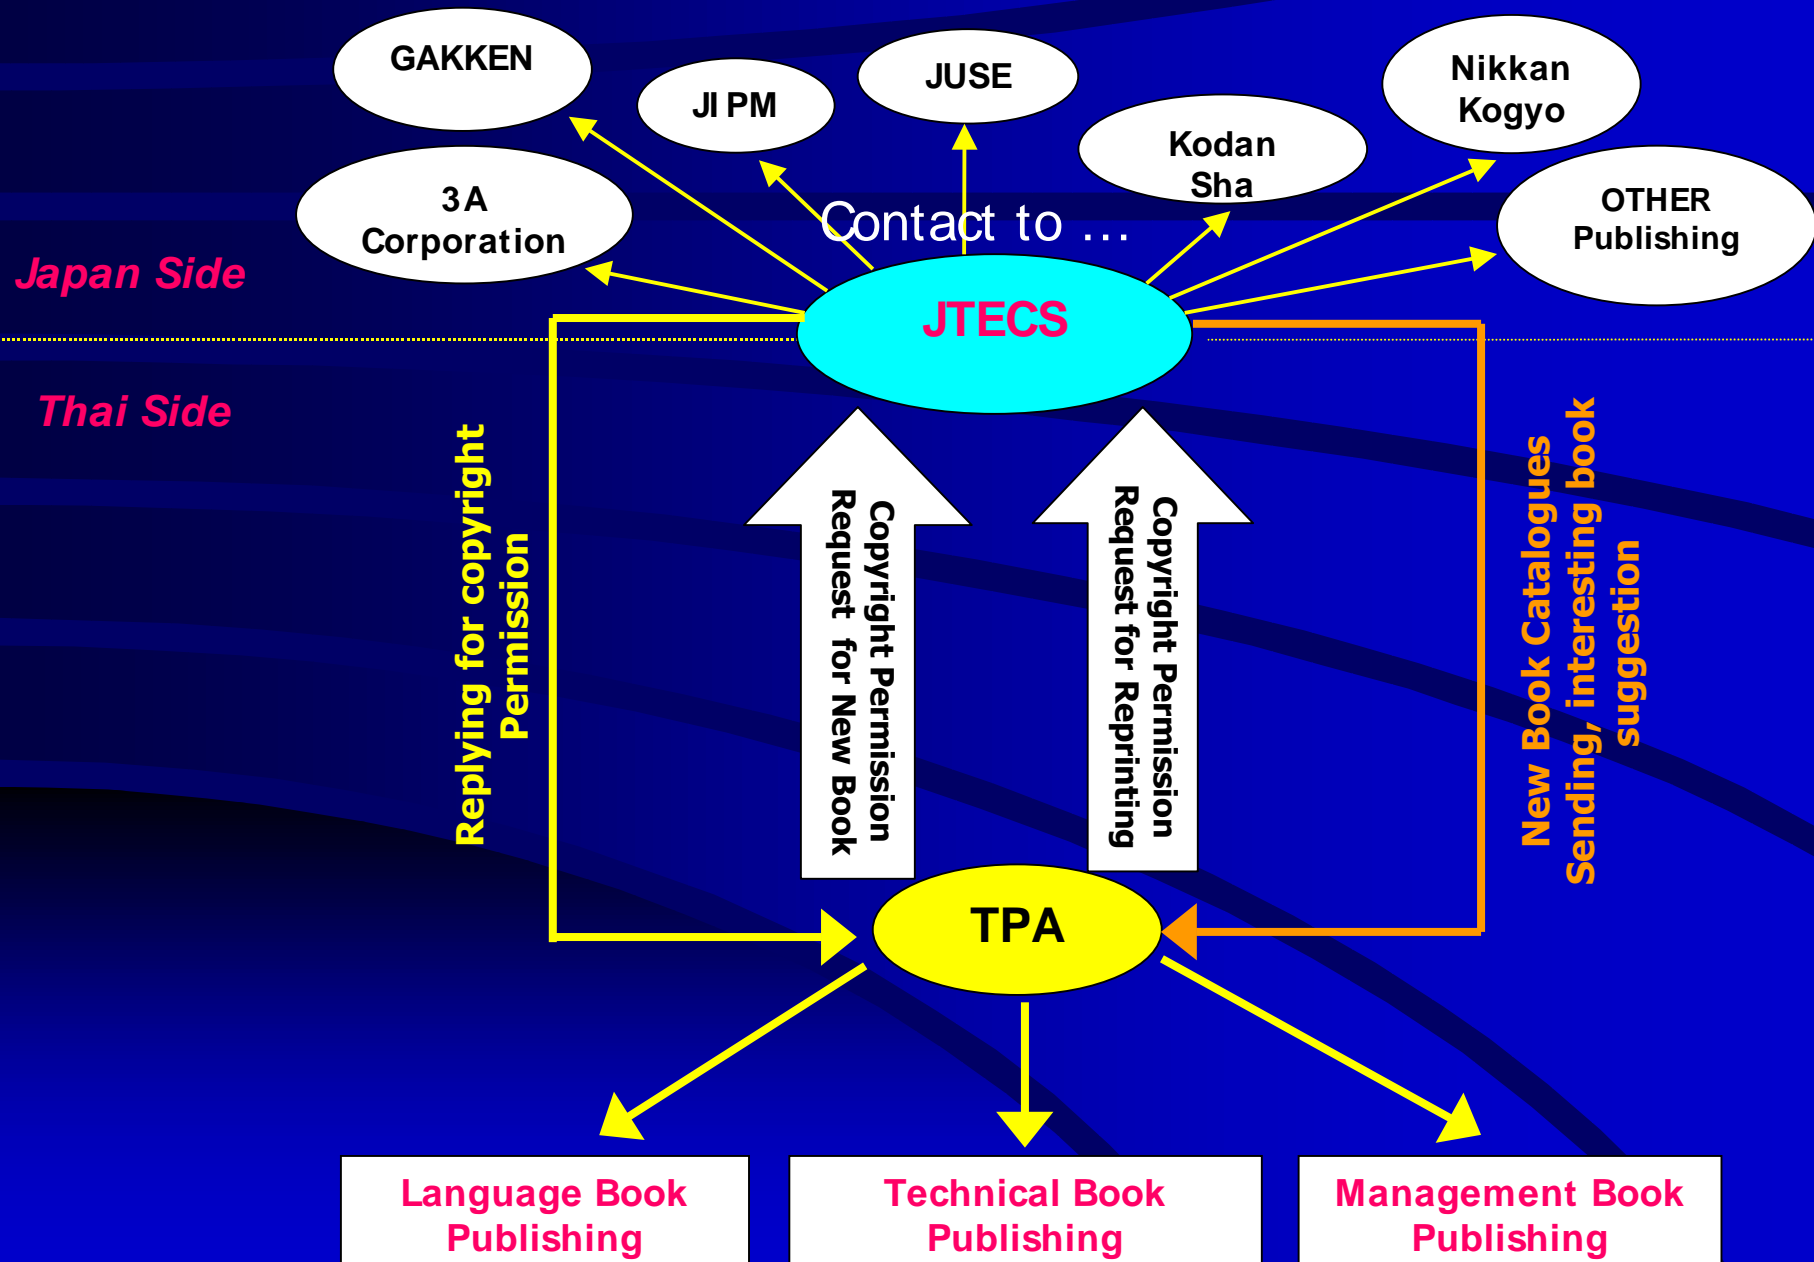 GAKKEN
JIPM
JUSE
Nikkan
Kogyo
Kodan
Sha
3A
Corporation
OTHER
Publishing
Contact to ...
Japan Side
JTECS
Thai Side
Replying for copyright
Permission
Copyright Permission
Request for New Book
Copyright Permission
Request for Reprinting
New Book Catalogues
Sending, interesting book
suggestion
TPA
Language Book
Publishing
Technical Book
Publishing
Management Book
Publishing